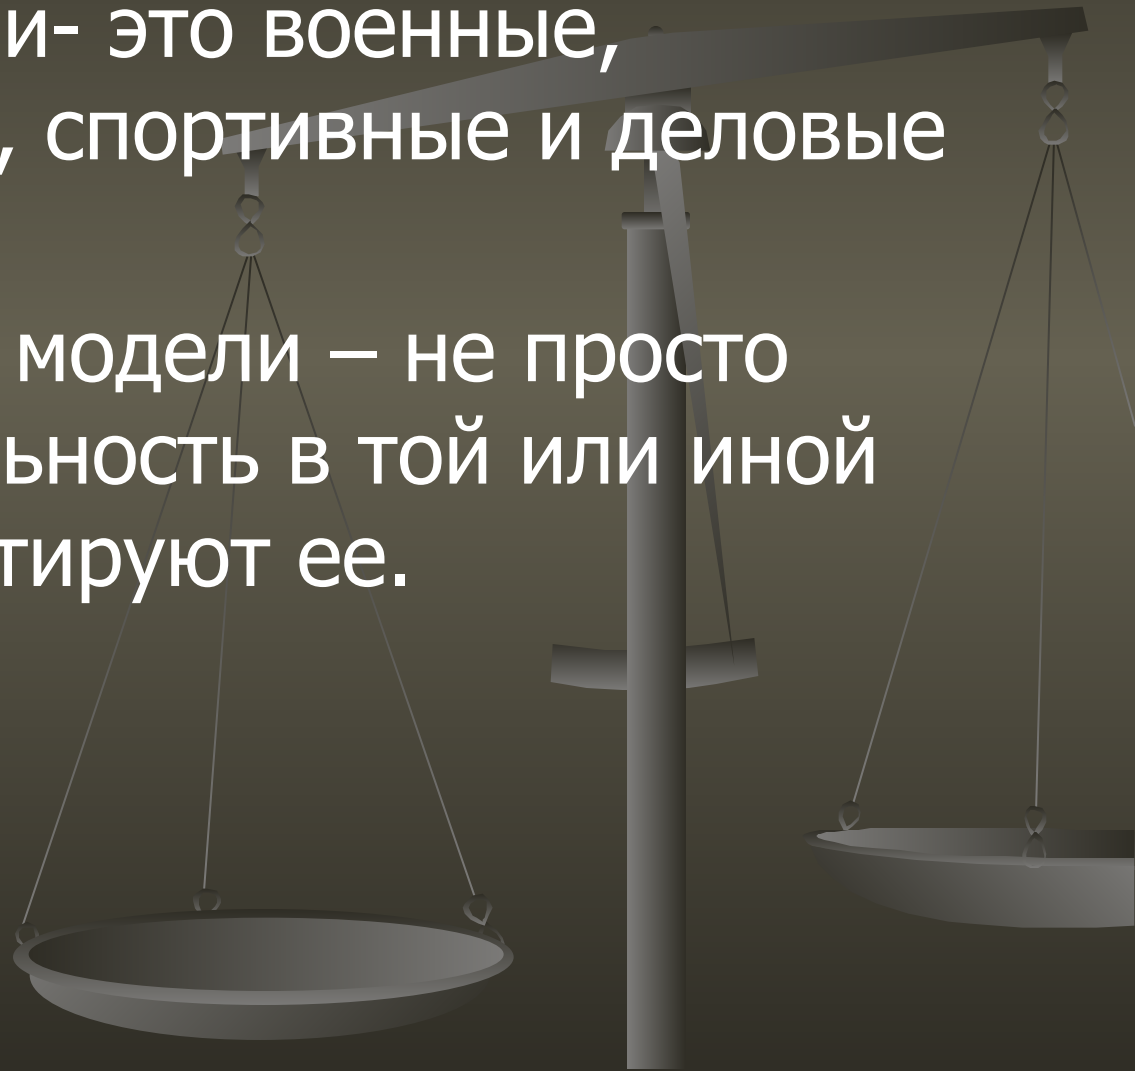 и- это военные,
, спортивные и деловые
модели – не просто
ьность в той или иной
тируют ее.